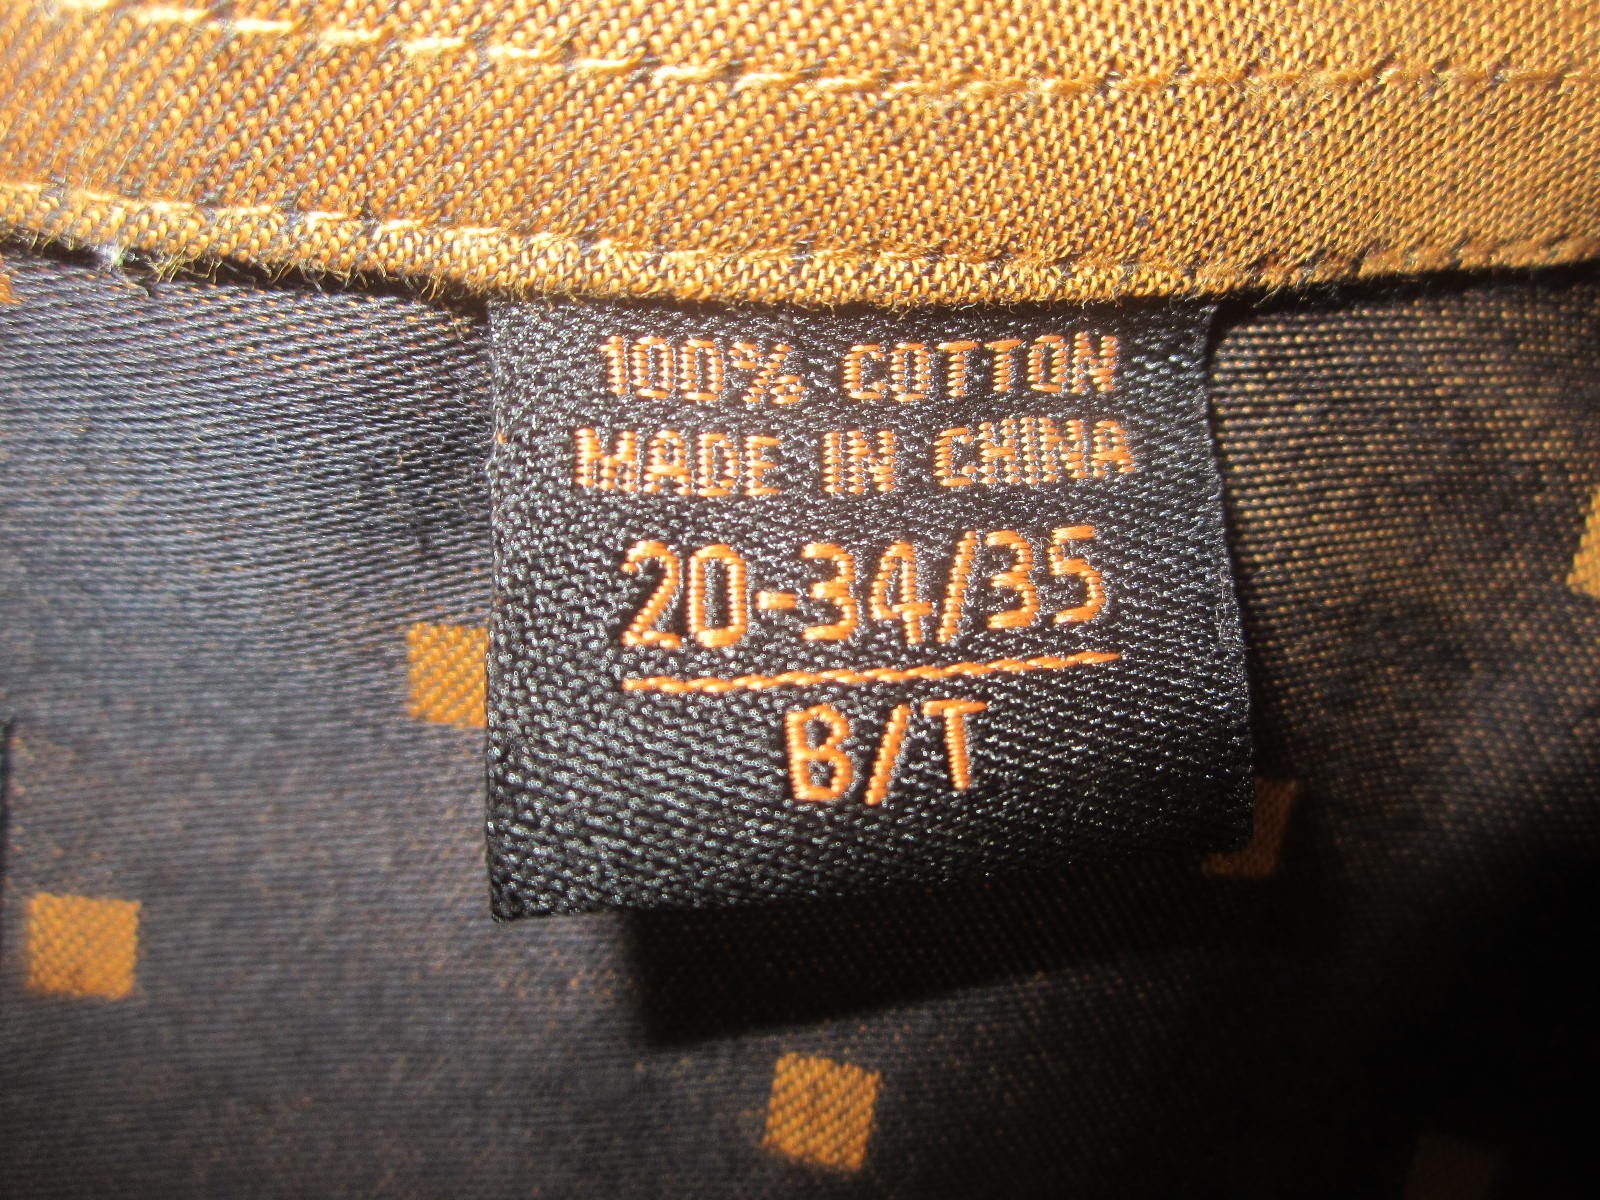 100% COTTON
MADE IN CHINA
20-34/35
B/T